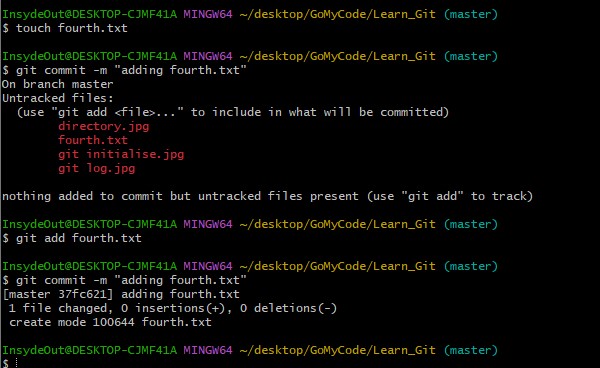 InsydeOut@DESKTOP-CJMF41A MINGW64 ~/desktop/GoMyCode/Learn_Git (master)
$ touch fourth.txt
InsydeOut@DESKTOP-CJMF41A MINGW64 ~/desktop/GoMyCode/Learn_Git (master)
$ git commit -m "adding fourth.txt"
On branch master
Untracked files:
  (use "git add <file>..." to include in what will be committed)
        directory.jpg
        fourth.txt
        git initialise.jpg
        git log.jpg
nothing added to commit but untracked files present (use "git add" to track)
InsydeOut@DESKTOP-CJMF41A MINGW64 ~/desktop/GoMyCode/Learn_Git (master)
$ git add fourth.txt
InsydeOut@DESKTOP-CJMF41A MINGW64 ~/desktop/GoMyCode/Learn_Git (master)
$ git commit -m "adding fourth.txt"
[master 37fc621] adding fourth.txt
 1 file changed, 0 insertions(+), 0 deletions(-)
 create mode 100644 fourth.txt
InsydeOut@DESKTOP-CJMF41A MINGW64 ~/desktop/GoMyCode/Learn_Git (master)
$